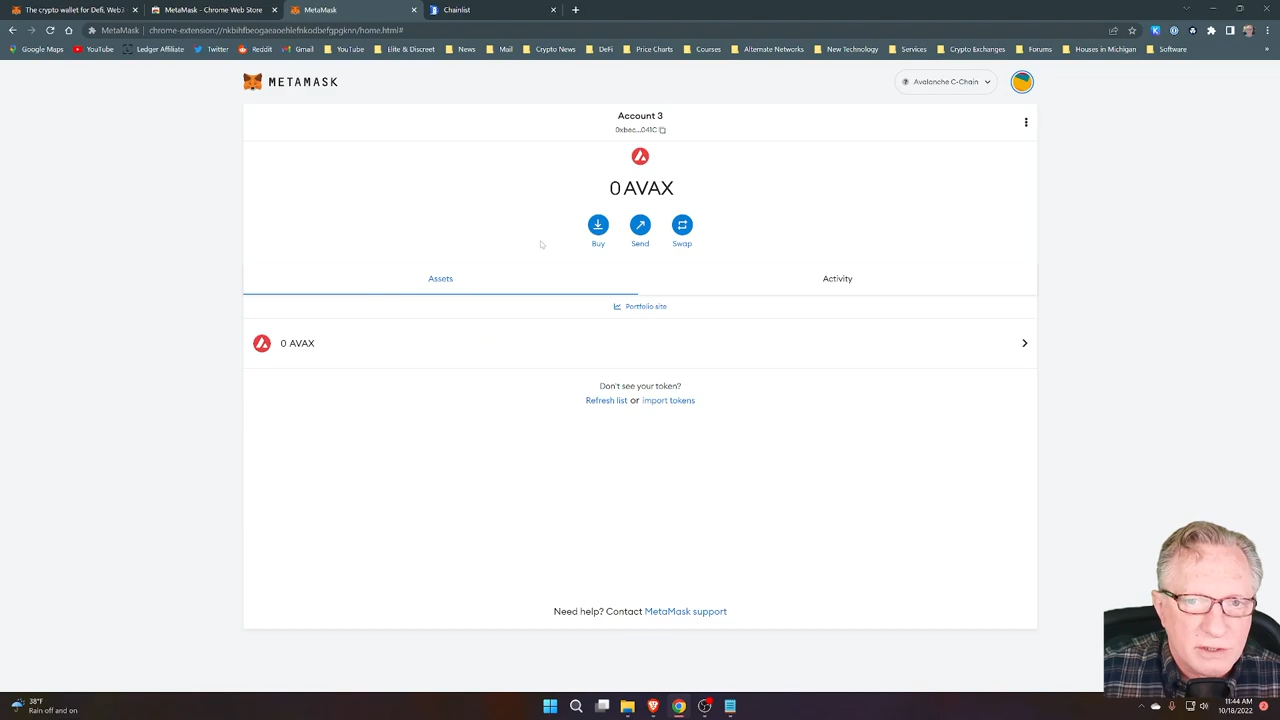 The crypto wallet for Defi, Web3
MetaMask - Chrome Web Store
MetaMask
Chainlist
MetaMask | chrome-extension://nkbihfbeogaeaoehlefnkodbefgpgknn/home.html#
Google Maps YouTube Ledger Affiliate Twitter Reddit Gmail YouTube Elite & Discreet News Mail Crypto News DeFi Price Charts Courses Alternate Networks New Technology Services Crypto Exchanges Forums Houses in Michigan Software
METAMASK
Avalanche C-Chain
Account 3
0xbec...041C
0 AVAX
Buy Send Swap
Assets Activity
Portfolio site
0 AVAX
Don't see your token?
Refresh list or import tokens
Need help? Contact MetaMask support
38°F
Rain off and on
11:44 AM
10/18/2022
2